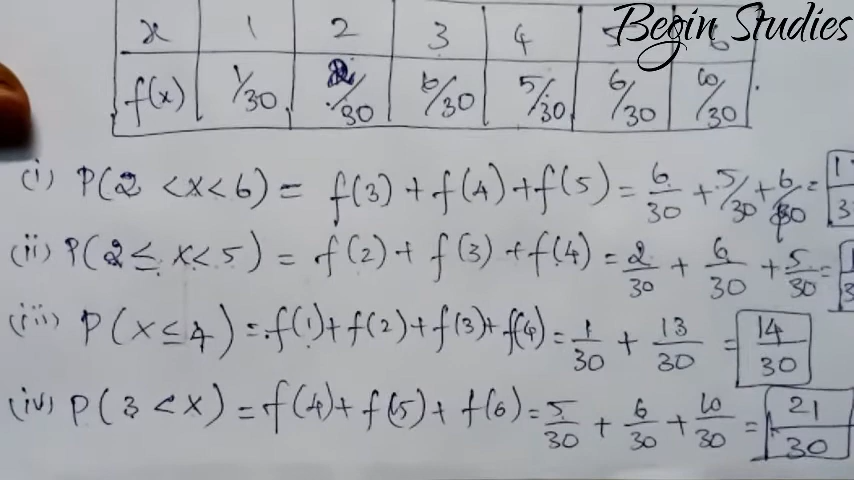 Begin Studies
x 1 2 3 4 5 6
f(x) 1/30 2/30 6/30 5/30 6/30 10/30
(i) P(2 < x < 6) = f(3) + f(4) + f(5) = 6/30 + 5/30 + 6/30 =
(ii) P(2 ≤ x < 5) = f(2) + f(3) + f(4) = 2/30 + 6/30 + 5/30 =
(iii) P(x ≤ 4) = f(1) + f(2) + f(3) + f(4) = 1/30 + 13/30 = 14/30
(iv) P(3 < x) = f(4) + f(5) + f(6) = 5/30 + 6/30 + 10/30 = 21/30